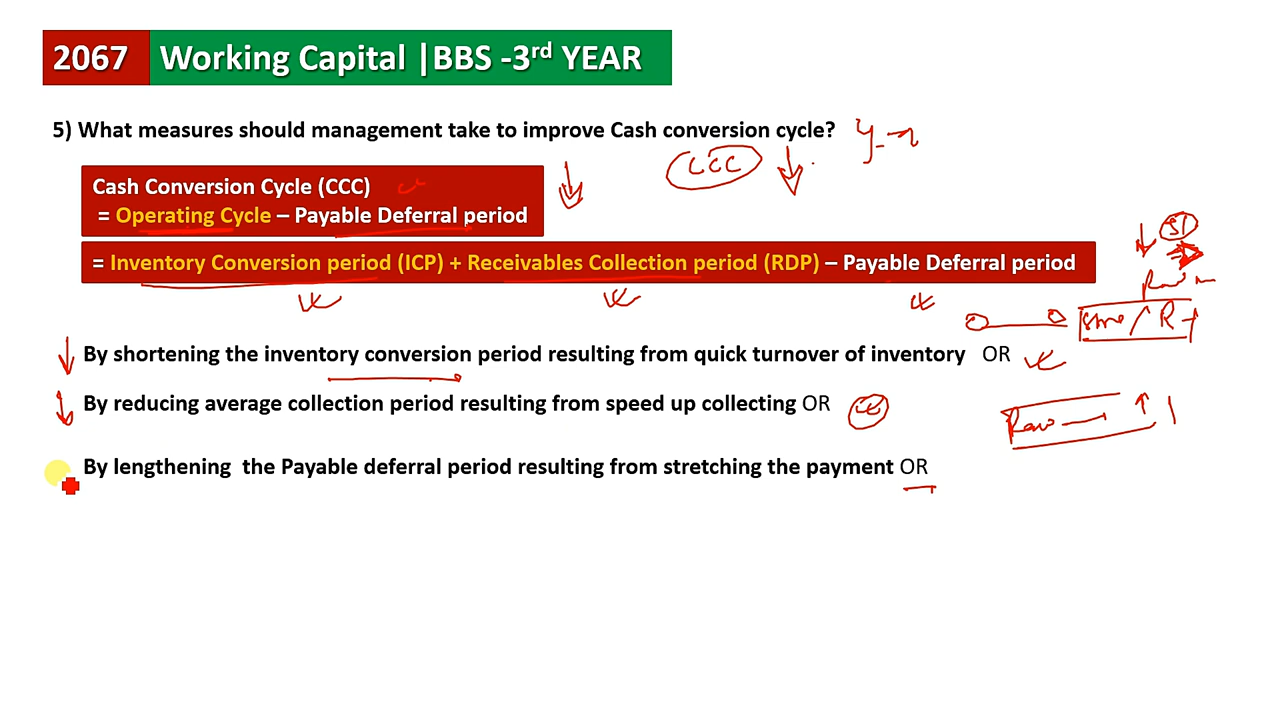 2067 Working Capital |BBS -3rd YEAR
5) What measures should management take to improve Cash conversion cycle?
CCC
Cash Conversion Cycle (CCC)
= Operating Cycle – Payable Deferral period
= Inventory Conversion period (ICP) + Receivables Collection period (RDP) – Payable Deferral period
By shortening the inventory conversion period resulting from quick turnover of inventory OR
By reducing average collection period resulting from speed up collecting OR
By lengthening the Payable deferral period resulting from stretching the payment OR